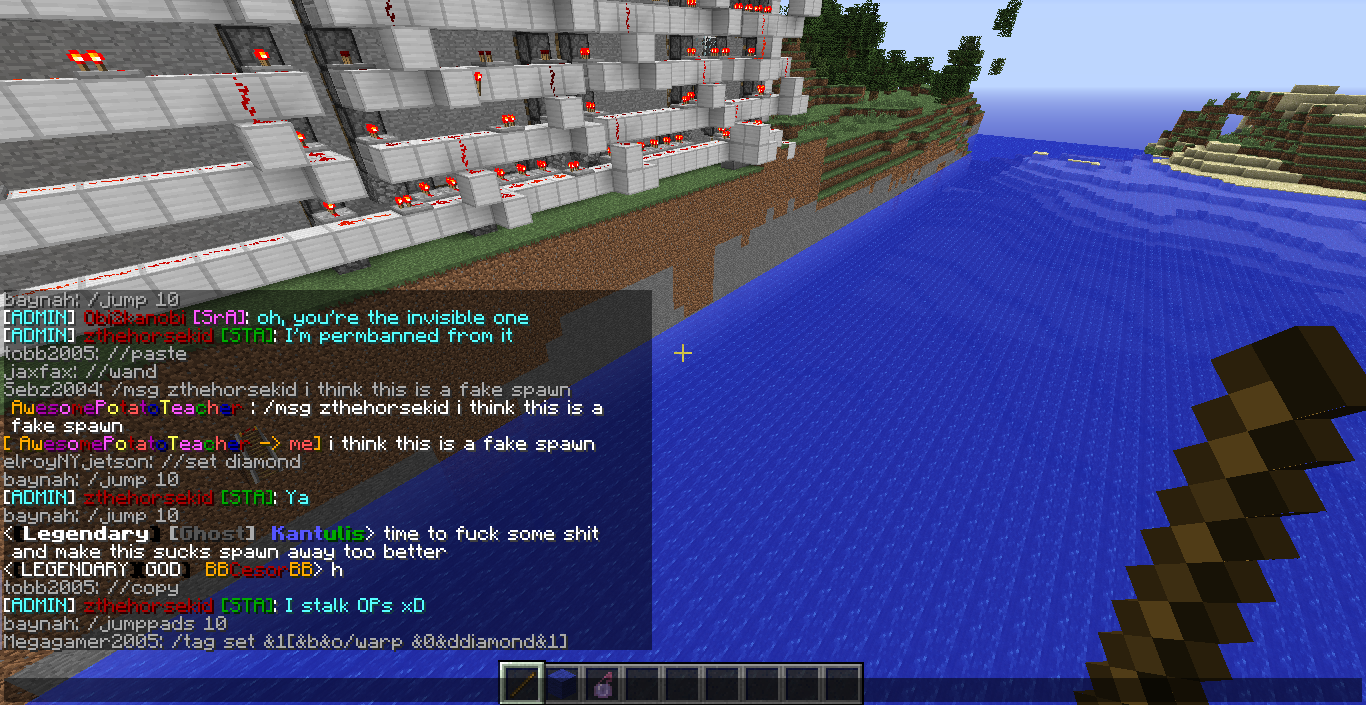 baynah: /jump 10
[ADMIN] Obi2kanobi [SrA]: oh, you're the invisible one
[ADMIN] zthehorsekid [STA]: I'm permbanned from it
tobb2005: //paste
jaxfax: //wand
Sebz2004: /msg zthehorsekid i think this is a fake spawn
AwesomePotatoTeacher : /msg zthehorsekid i think this is a
fake spawn
[ AwesomePotatoTeacher -> me] i think this is a fake spawn
elroyNYjetson: //set diamond
baynah: /jump 10
[ADMIN] zthehorsekid [STA]: Ya
baynah: /jump 10
<[Legendary] [Ghost] Kantulis> time to fuck some shit
and make this sucks spawn away too better
<[LEGENDARY][GOD] BBCesorBB> h
tobb2005: //copy
[ADMIN] zthehorsekid [STA]: I stalk OPs xD
baynah: /jumppads 10
Megagamer2005: /tag set &1[&b&o/warp &0&ddiamond&1]